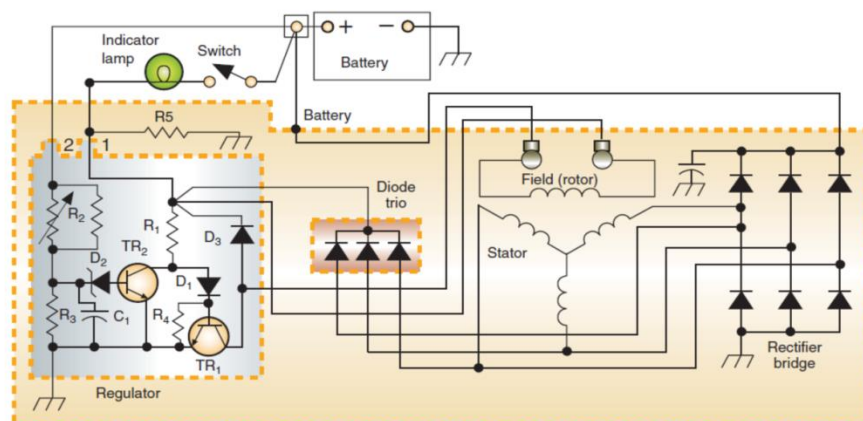 Indicator
lamp
Switch
+ −
Battery
Battery
R5
2 1
Field (rotor)
Diode
trio
R2
R1
D3
TR2
Stator
D2
D1
R3
C1
R4
TR1
Rectifier
bridge
Regulator